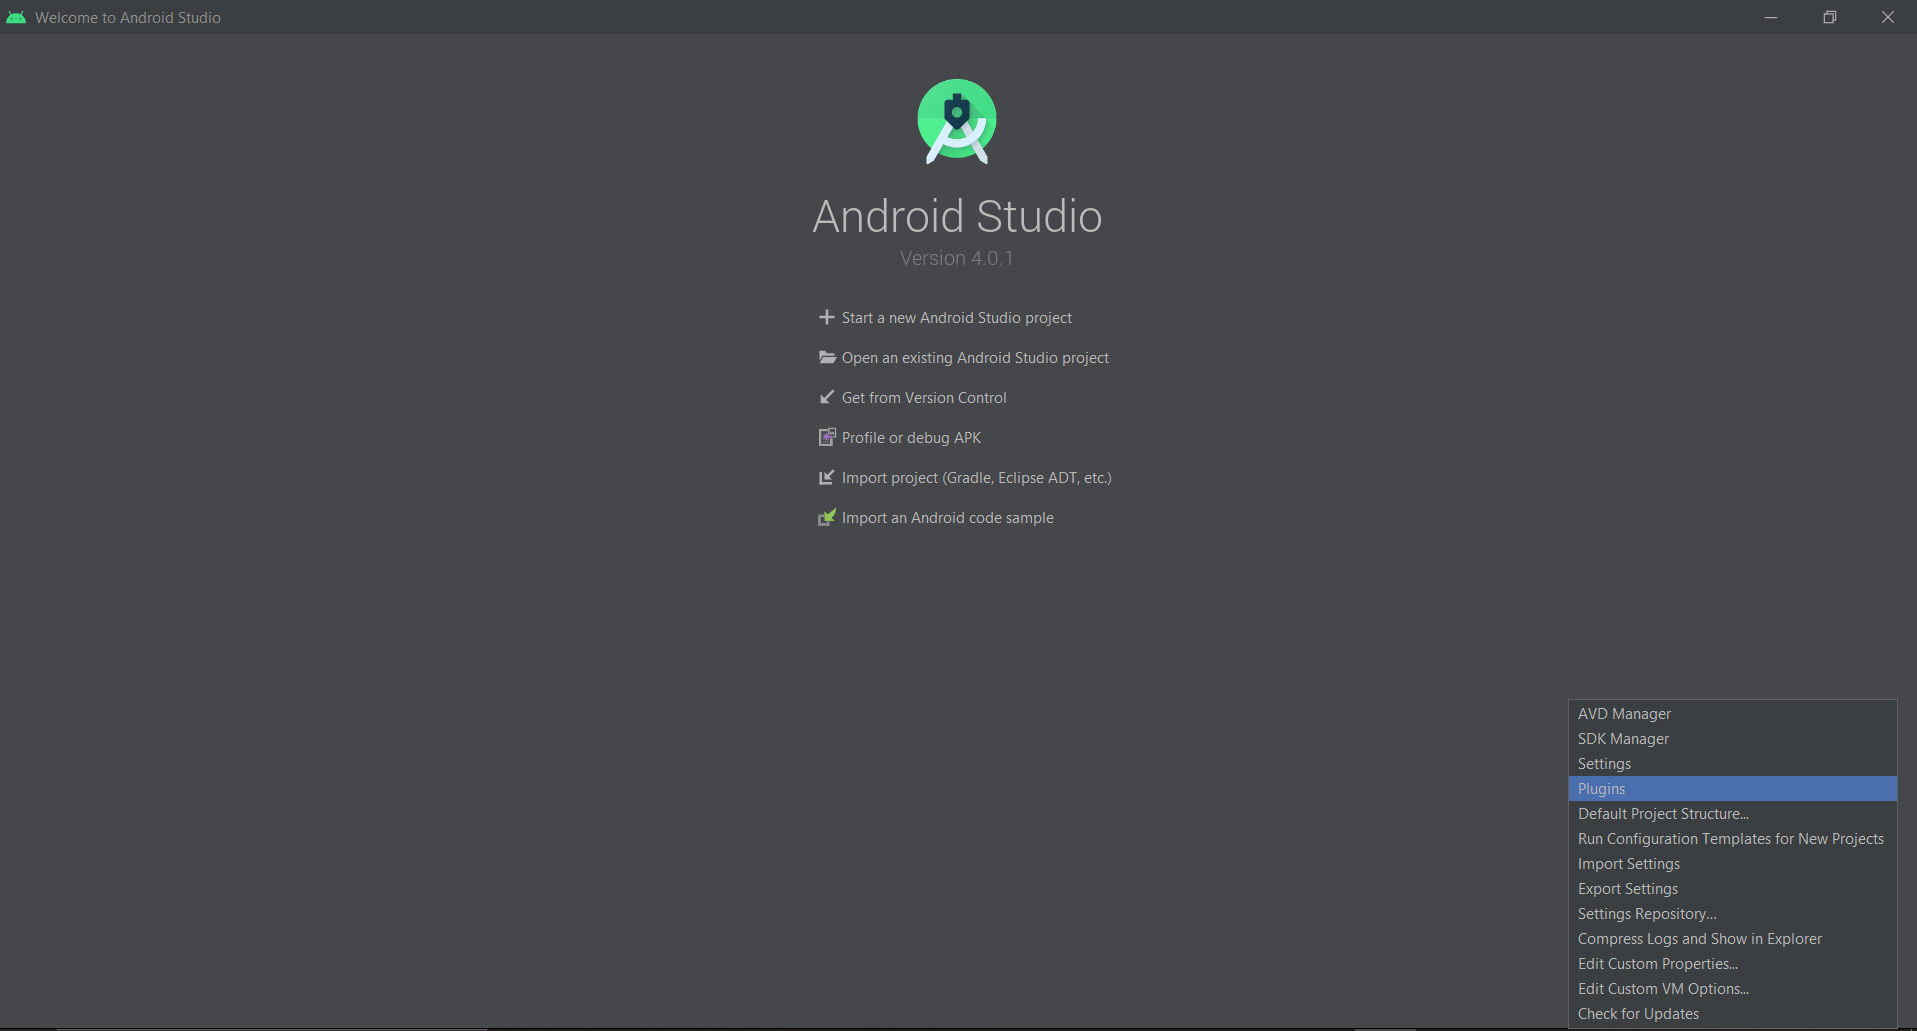 Welcome to Android Studio
Android Studio
Version 4.0.1
Start a new Android Studio project
Open an existing Android Studio project
Get from Version Control
Profile or debug APK
Import project (Gradle, Eclipse ADT, etc.)
Import an Android code sample
AVD Manager
SDK Manager
Settings
Plugins
Default Project Structure...
Run Configuration Templates for New Projects
Import Settings
Export Settings
Settings Repository...
Compress Logs and Show in Explorer
Edit Custom Properties...
Edit Custom VM Options...
Check for Updates